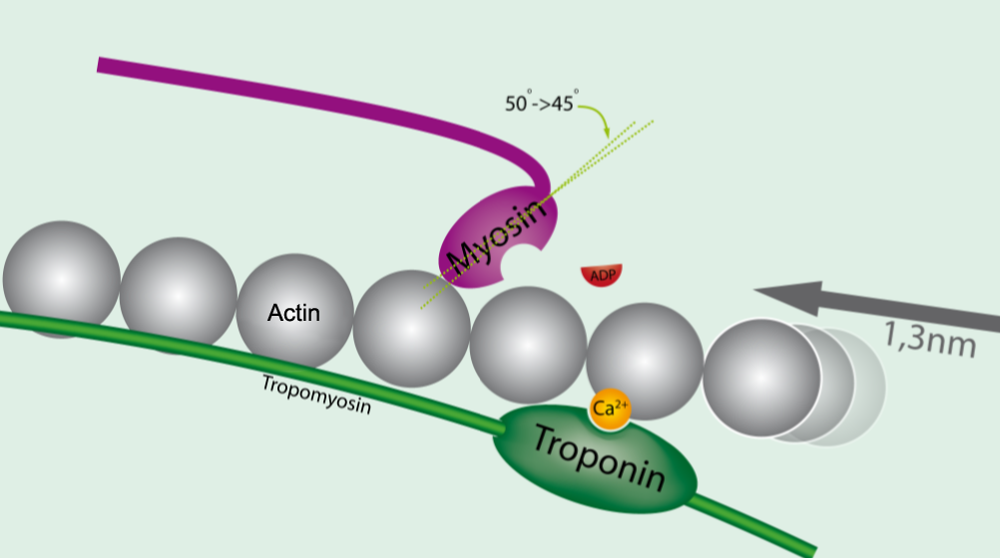 50°->45°
Myosin
ADP
Actin
1,3nm
Tropomyosin
Ca²⁺
Troponin